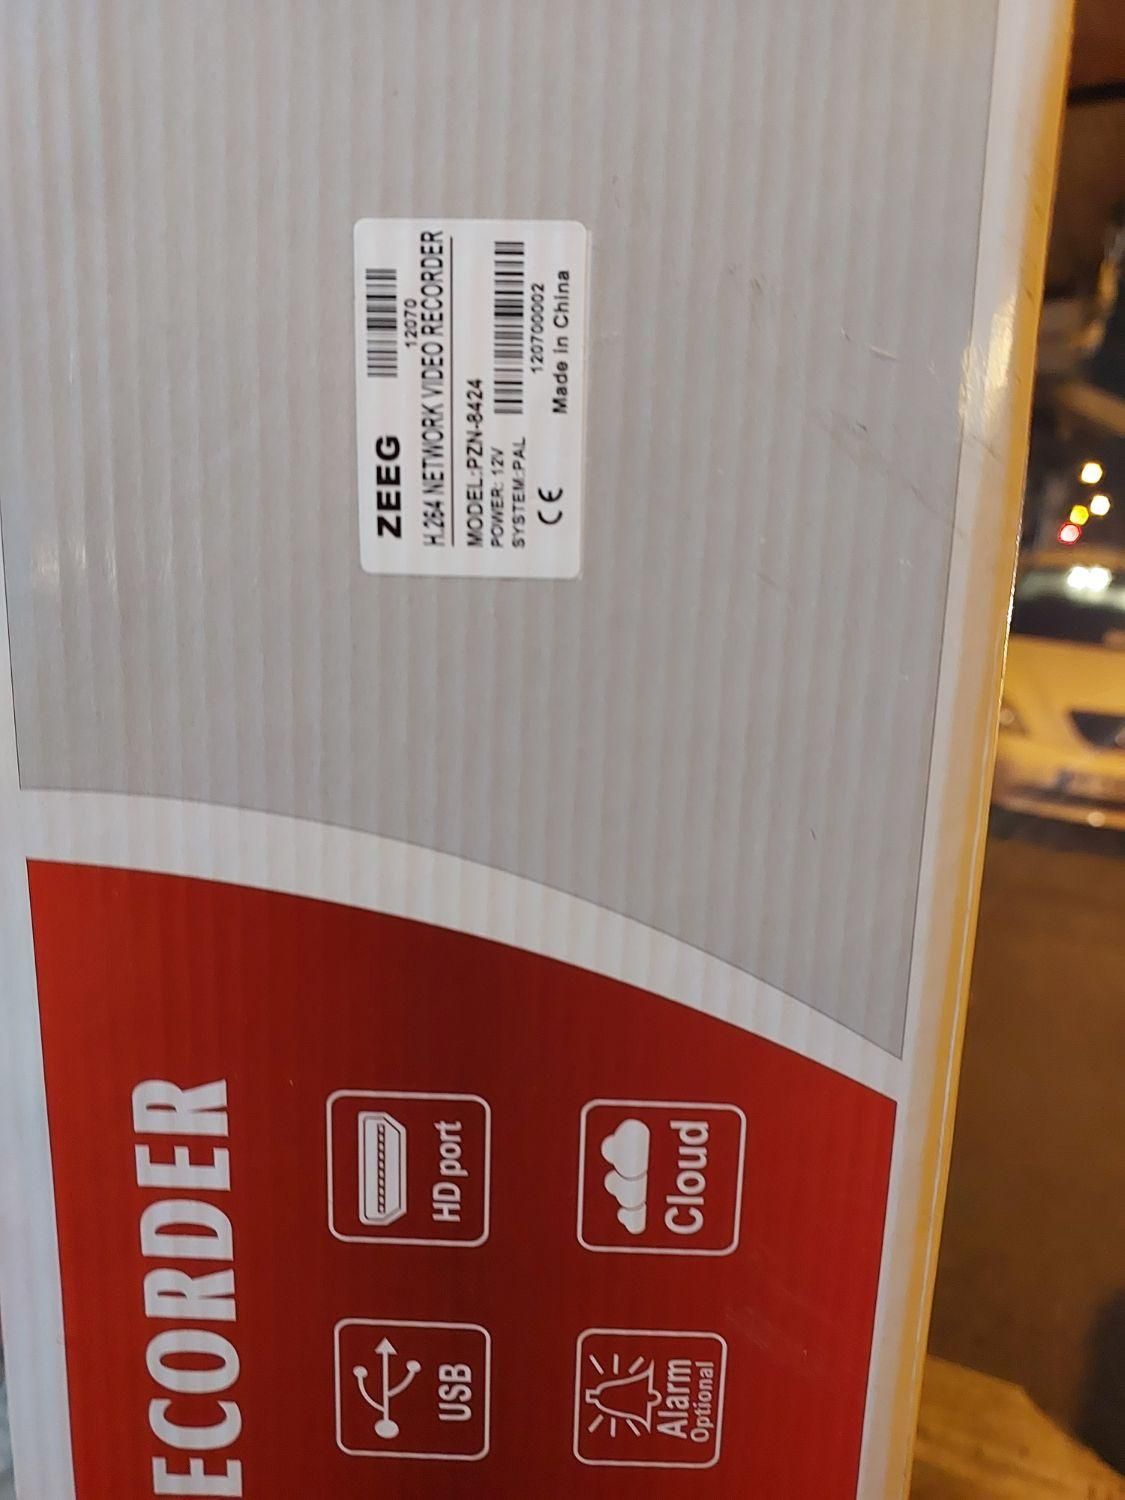 ZEEG
12070
H.264 NETWORK VIDEO RECORDER
MODEL:PZN-8424
POWER: 12V
SYSTEM:PAL
120700002
CE
Made in China
ECORDER
USB
HD port
Alarm
Optional
Cloud